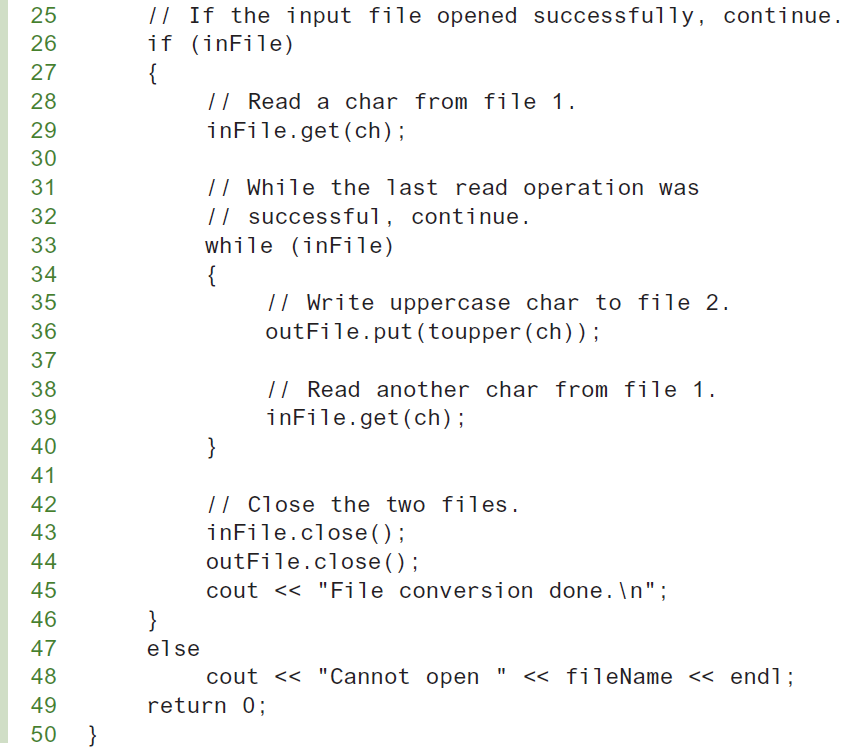 25 // If the input file opened successfully, continue.
26 if (inFile)
27 {
28 // Read a char from file 1.
29 inFile.get(ch);
30
31 // While the last read operation was
32 // successful, continue.
33 while (inFile)
34 {
35 // Write uppercase char to file 2.
36 outFile.put(toupper(ch));
37
38 // Read another char from file 1.
39 inFile.get(ch);
40 }
41
42 // Close the two files.
43 inFile.close();
44 outFile.close();
45 cout << "File conversion done.\n";
46 }
47 else
48 cout << "Cannot open " << fileName << endl;
49 return 0;
50 }